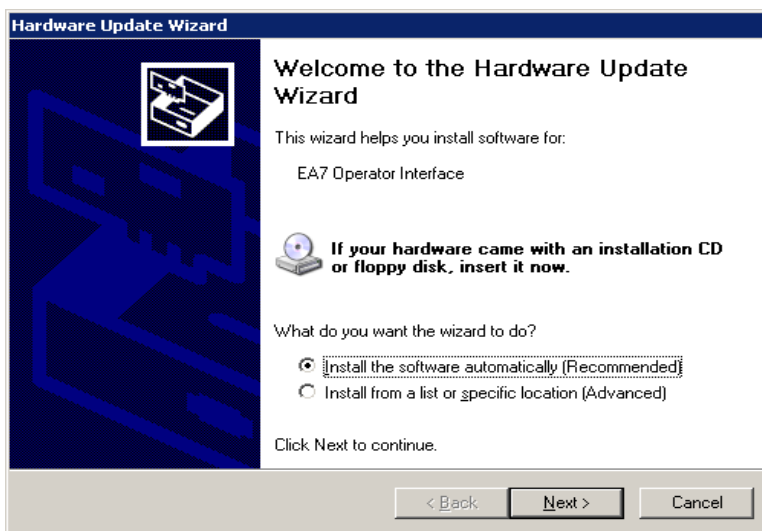 Hardware Update Wizard
Welcome to the Hardware Update
Wizard
This wizard helps you install software for:
EA7 Operator Interface
If your hardware came with an installation CD
or floppy disk, insert it now.
What do you want the wizard to do?
Install the software automatically (Recommended)
Install from a list or specific location (Advanced)
Click Next to continue.
< Back Next > Cancel